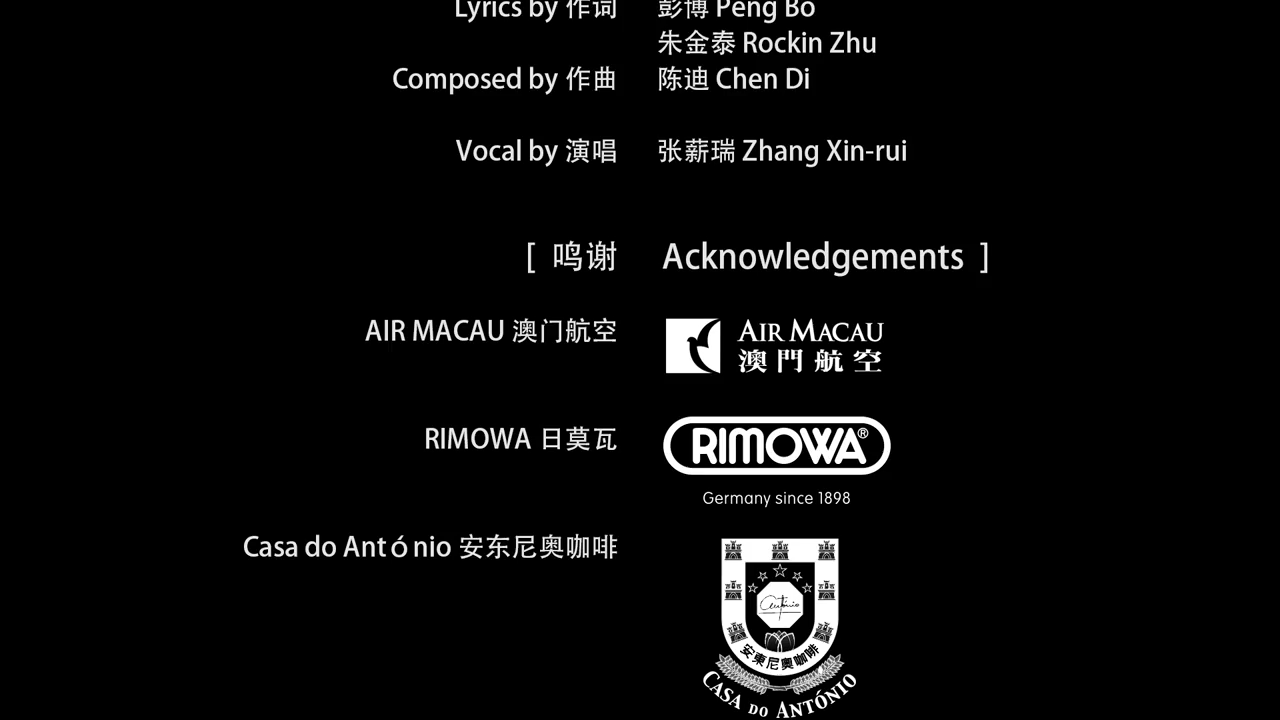 Lyrics by 作词 彭博 Peng Bo
朱金泰 Rockin Zhu
Composed by 作曲 陈迪 Chen Di
Vocal by 演唱 张薪瑞 Zhang Xin-rui
[ 鸣谢 Acknowledgements ]
AIR MACAU 澳门航空
AIR MACAU
澳門航空
RIMOWA 日莫瓦
RIMOWA®
Germany since 1898
Casa do António 安东尼奥咖啡
António
安東尼奧咖啡
CASA DO ANTÓNIO